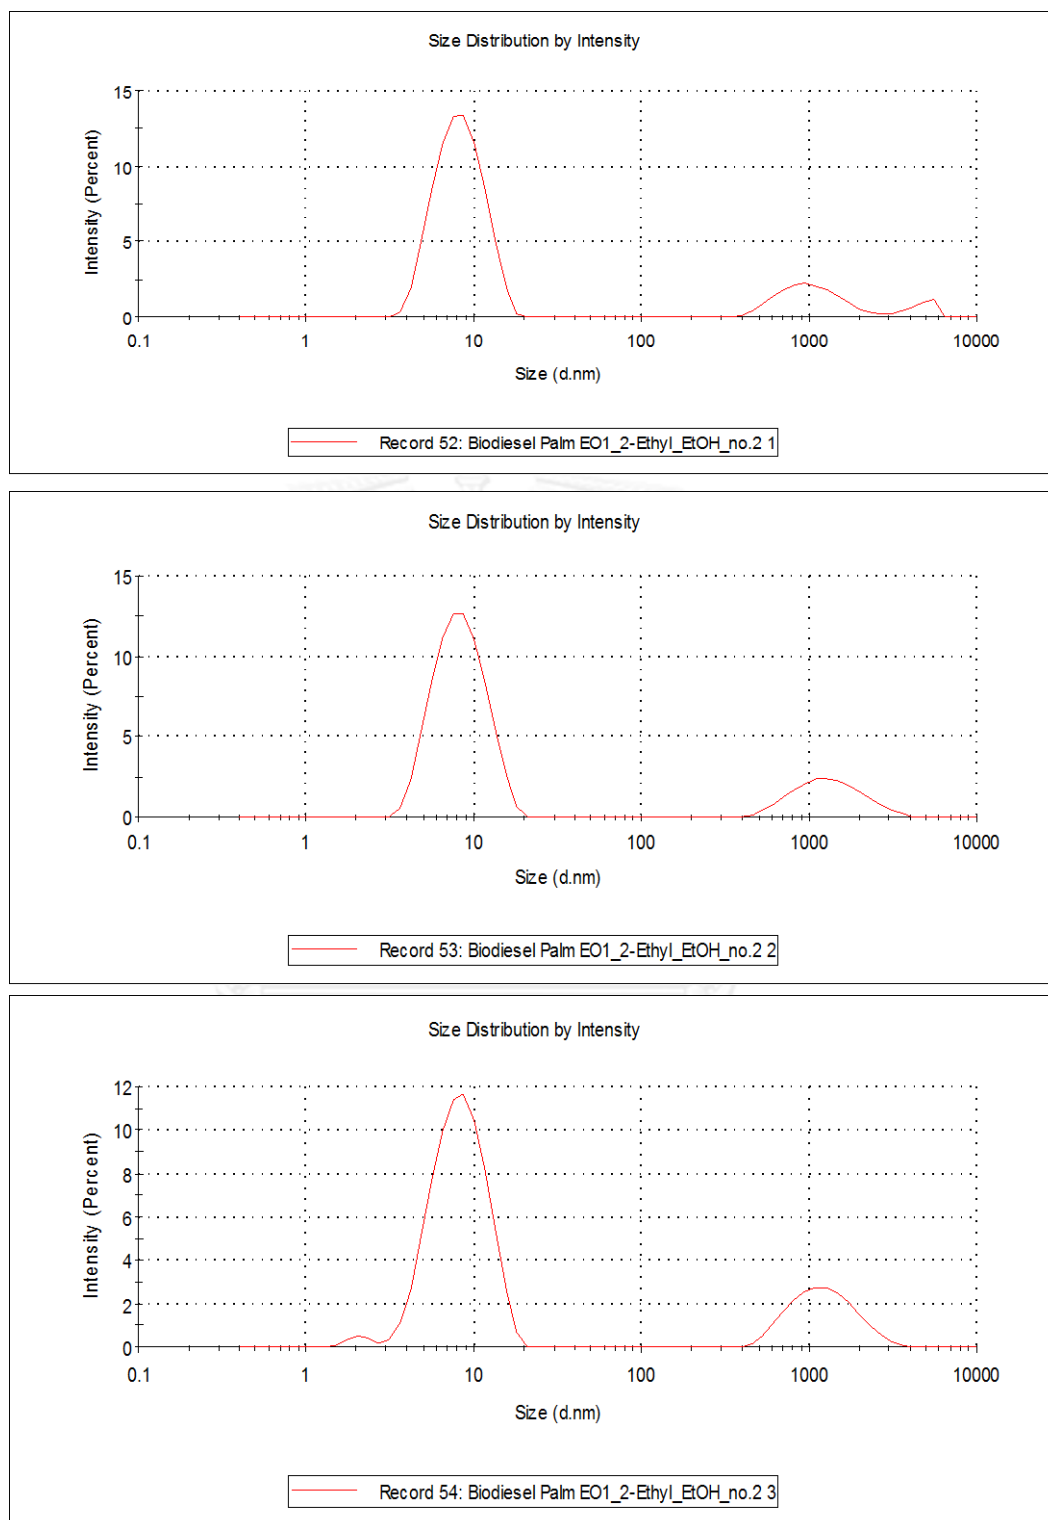 Size Distribution by Intensity
15
10
5
0
Intensity (Percent)
0.1 1 10 100 1000 10000
Size (d.nm)
Record 52: Biodiesel Palm EO1_2-Ethyl_EtOH_no.2 1
Size Distribution by Intensity
15
10
5
0
Intensity (Percent)
0.1 1 10 100 1000 10000
Size (d.nm)
Record 53: Biodiesel Palm EO1_2-Ethyl_EtOH_no.2 2
Size Distribution by Intensity
12
10
8
6
4
2
0
Intensity (Percent)
0.1 1 10 100 1000 10000
Size (d.nm)
Record 54: Biodiesel Palm EO1_2-Ethyl_EtOH_no.2 3